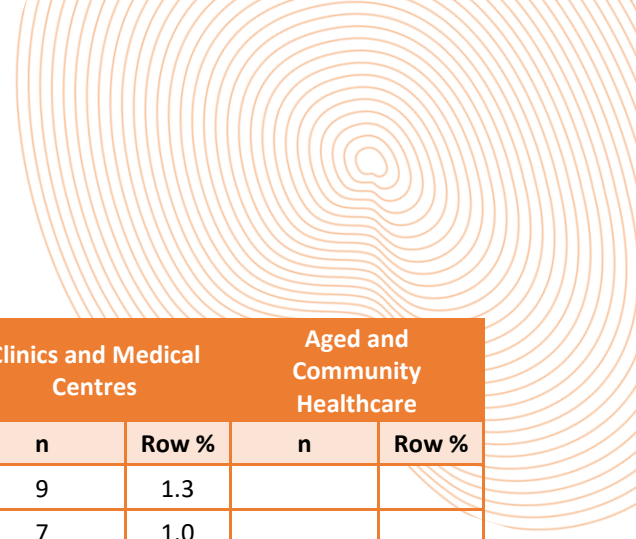 Clinics and Medical Centres
Aged and Community Healthcare
n Row % n Row %
9 1.3
7 1.0